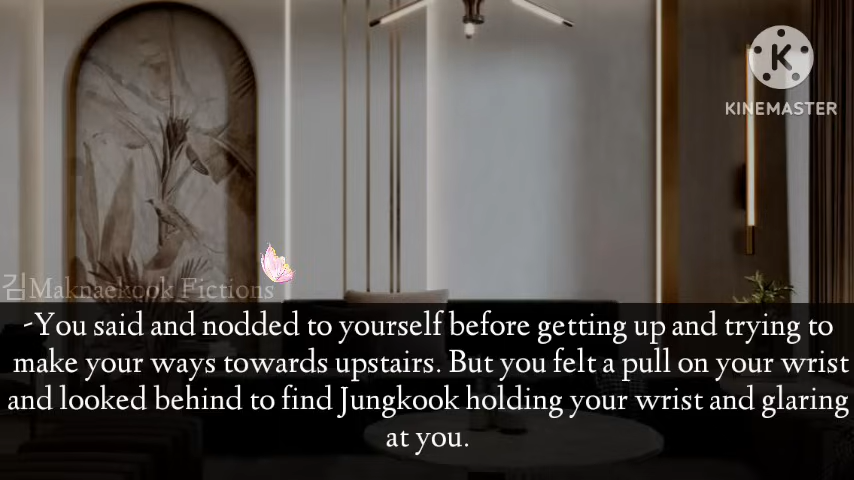 KINEMASTER
김Maknaekook Fictions
-You said and nodded to yourself before getting up and trying to
make your ways towards upstairs. But you felt a pull on your wrist
and looked behind to find Jungkook holding your wrist and glaring
at you.